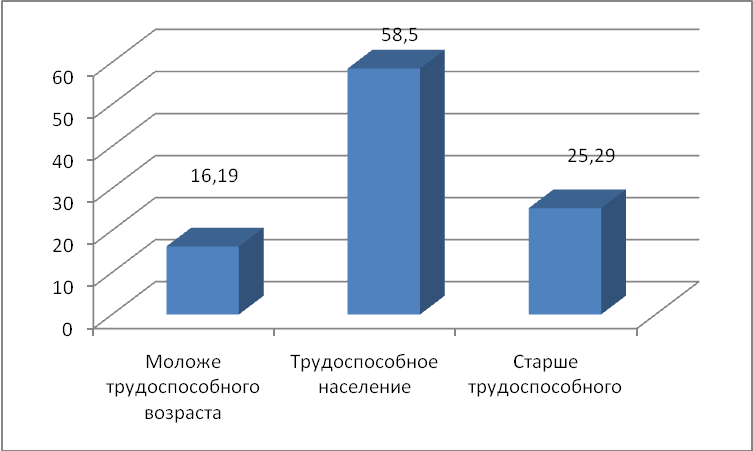 58,5
60
50
40
30
20
10
0
16,19
25,29
Моложе
трудоспособного
возраста
Трудоспособное
население
Старше
трудоспособного